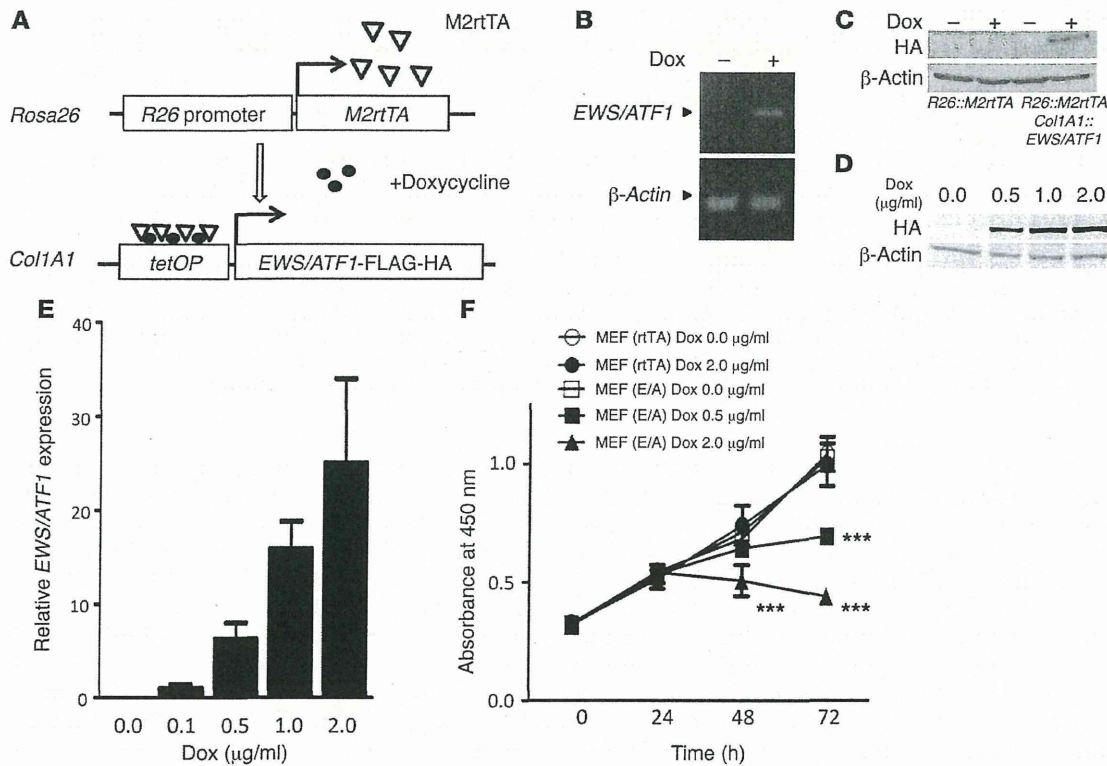 A
M2rtTA
Rosa26
R26 promoter
M2rtTA
+Doxycycline
Col1A1
tetOP
EWS/ATF1-FLAG-HA
B
Dox – +
EWS/ATF1
β-Actin
C
Dox – + – +
HA
β-Actin
R26::M2rtTA R26::M2rtTA
Col1A1::
EWS/ATF1
D
Dox
(μg/ml) 0.0 0.5 1.0 2.0
HA
β-Actin
E
Relative EWS/ATF1 expression
40
30
20
10
0
0.0 0.1 0.5 1.0 2.0
Dox (μg/ml)
F
MEF (rtTA) Dox 0.0 μg/ml
MEF (rtTA) Dox 2.0 μg/ml
MEF (E/A) Dox 0.0 μg/ml
MEF (E/A) Dox 0.5 μg/ml
MEF (E/A) Dox 2.0 μg/ml
Absorbance at 450 nm
1.0
0.5
0.0
***
*** ***
0 24 48 72
Time (h)